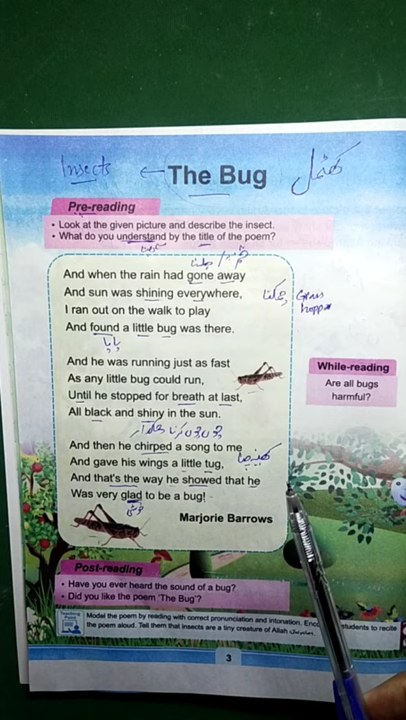 Insects ← The Bug کھٹمل
Pre-reading
• Look at the given picture and describe the insect.
• What do you understand by the title of the poem?
And when the rain had gone away
And sun was shining everywhere, چمکنا Grass
hopper
I ran out on the walk to play
And found a little bug was there.
پایا
And he was running just as fast
As any little bug could run,
Until he stopped for breath at last,
All black and shiny in the sun.
While-reading
Are all bugs
harmful?
And then he chirped a song to me
And gave his wings a little tug, کھینچا
And that's the way he showed that he
Was very glad to be a bug!
خوش
Marjorie Barrows
Post-reading
• Have you ever heard the sound of a bug?
• Did you like the poem 'The Bug'?
Teaching
Point
Model the poem by reading with correct pronunciation and intonation. students to recite
the poem aloud. Tell them that insects are a tiny creature of Allah
3